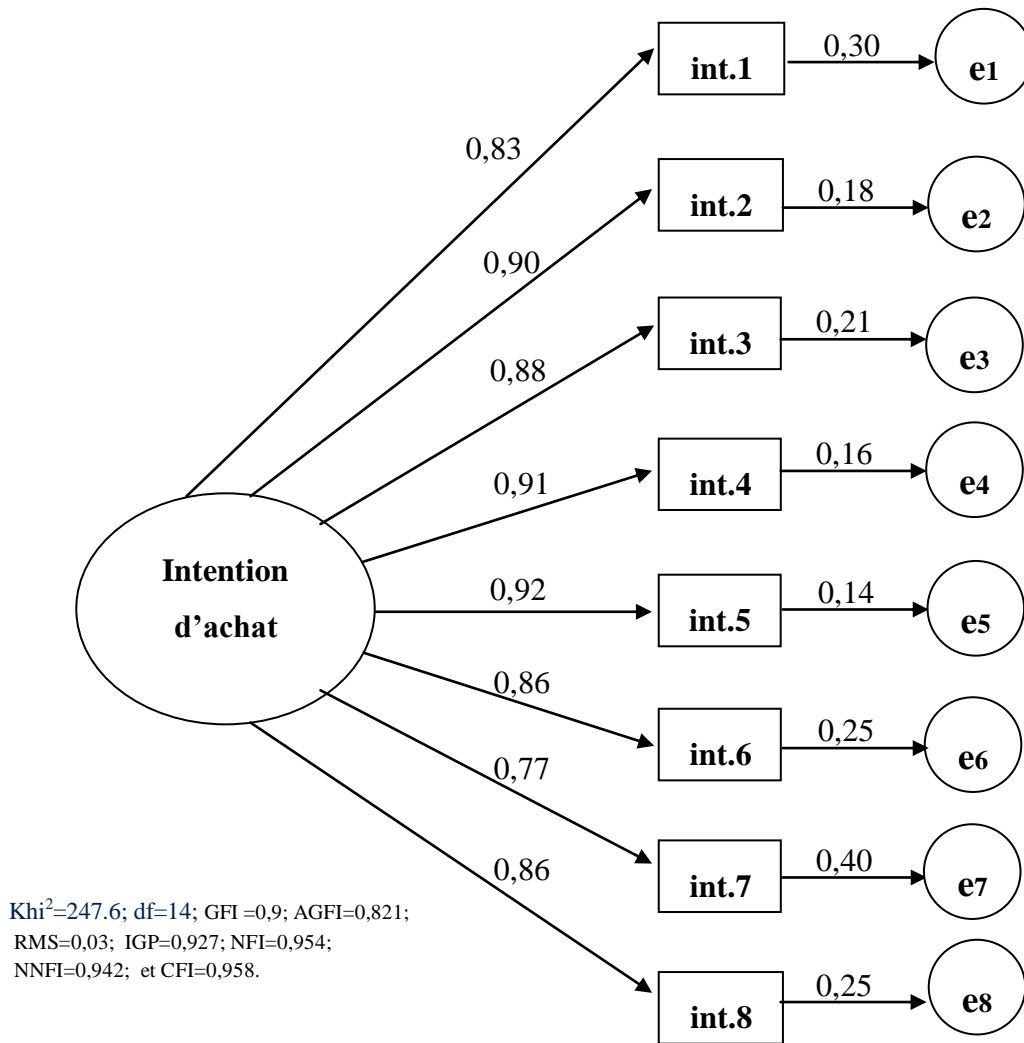 int.1
0,30
e1
0,83
int.2
0,18
e2
0,90
int.3
0,21
e3
0,88
int.4
0,16
e4
0,91
Intention
d’achat
0,92
int.5
0,14
e5
0,86
int.6
0,25
e6
0,77
int.7
0,40
e7
0,86
int.8
0,25
e8
Khi²=247.6; df=14; GFI =0,9; AGFI=0,821;
RMS=0,03; IGP=0,927; NFI=0,954;
NNFI=0,942; et CFI=0,958.